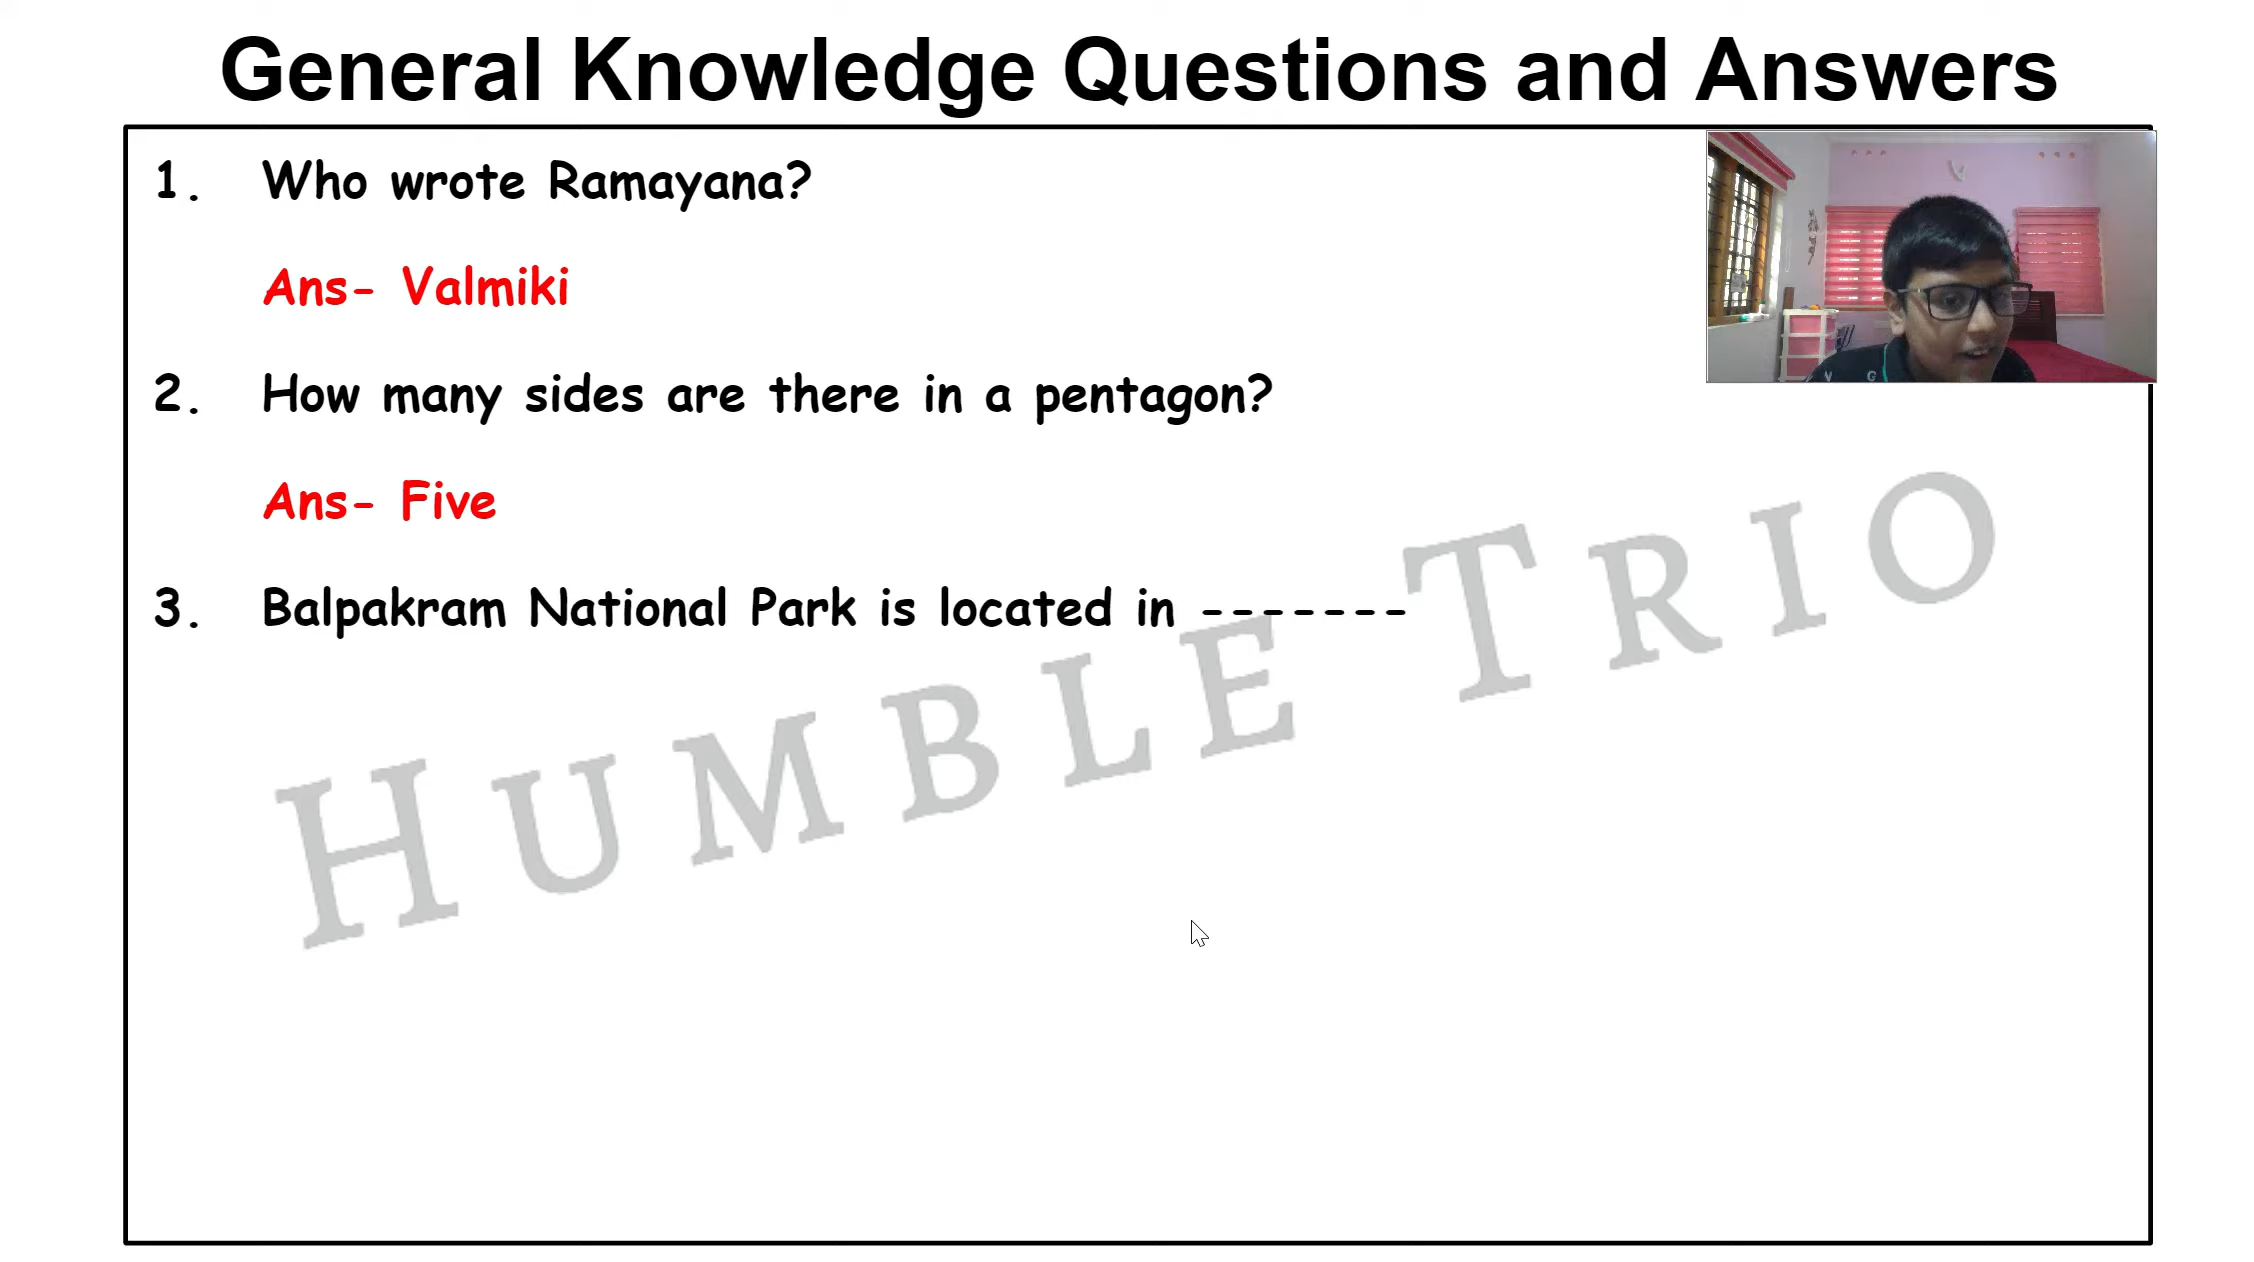 General Knowledge Questions and Answers
1. Who wrote Ramayana?
Ans- Valmiki
2. How many sides are there in a pentagon?
Ans- Five
3. Balpakram National Park is located in -------
HUMBLE TRIO
V G